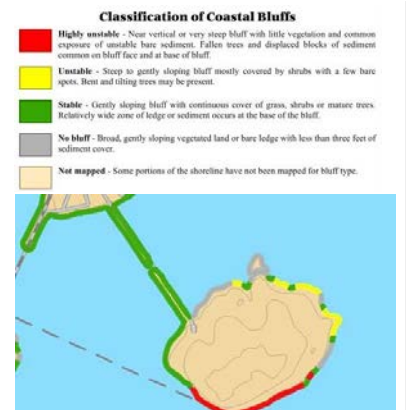 Classification of Coastal Bluffs
Highly unstable - Near vertical or very steep bluff with little vegetation and common
exposure of unstable bare sediment. Fallen trees and displaced blocks of sediment
common on bluff face and at base of bluff.
Unstable - Steep to gently sloping bluff mostly covered by shrubs with a few bare
spots. Bent and tilting trees may be present.
Stable - Gently sloping bluff with continuous cover of grass, shrubs or mature trees.
Relatively wide zone of ledge or sediment occurs at the base of the bluff.
No bluff - Broad, gently sloping vegetated land or bare ledge with less than three feet of
sediment cover.
Not mapped - Some portions of the shoreline have not been mapped for bluff type.